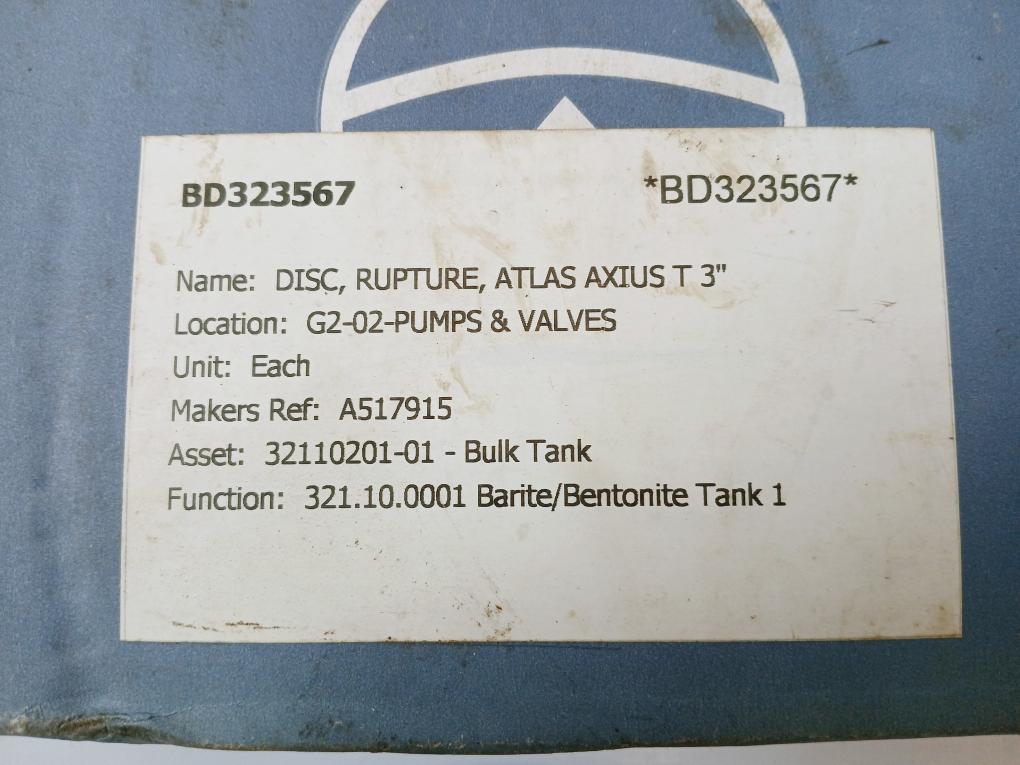 BD323567 *BD323567*
Name: DISC, RUPTURE, ATLAS AXIUS T 3"
Location: G2-02-PUMPS & VALVES
Unit: Each
Makers Ref: A517915
Asset: 32110201-01 - Bulk Tank
Function: 321.10.0001 Barite/Bentonite Tank 1